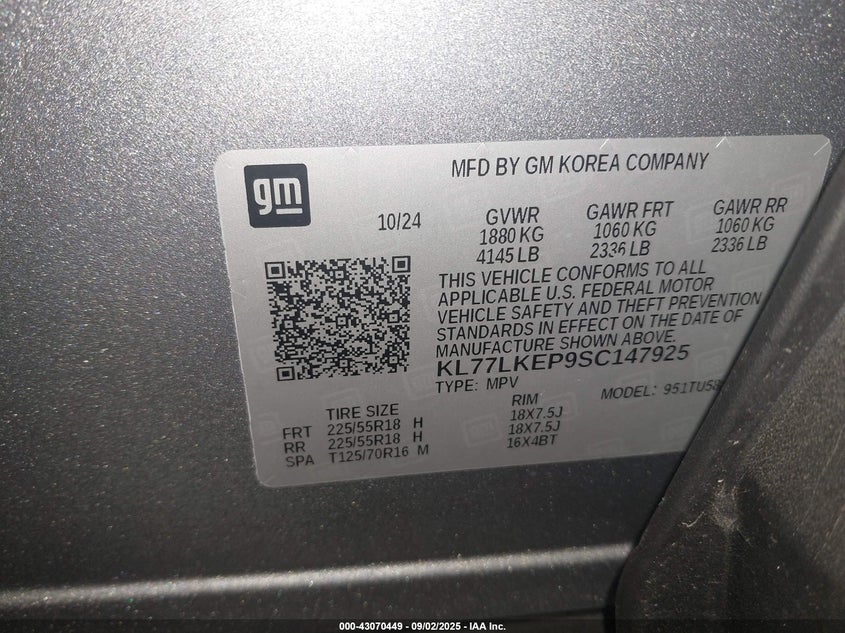 gm
MFD BY GM KOREA COMPANY
10/24
GVWR
1880 KG
4145 LB
GAWR FRT
1060 KG
2336 LB
GAWR RR
1060 KG
2336 LB
THIS VEHICLE CONFORMS TO ALL
APPLICABLE U.S. FEDERAL MOTOR
VEHICLE SAFETY AND THEFT PREVENTION
STANDARDS IN EFFECT ON THE DATE OF
MANUFACTURE SHOWN ABOVE.
KL77LKEP9SC147925
TYPE: MPV
MODEL: 951TU58
TIRE SIZE RIM
FRT 225/55R18 H 18X7.5J
RR 225/55R18 H 18X7.5J
SPA T125/70R16 M 16X4BT
000-43070449 - 09/02/2025 - IAA Inc.